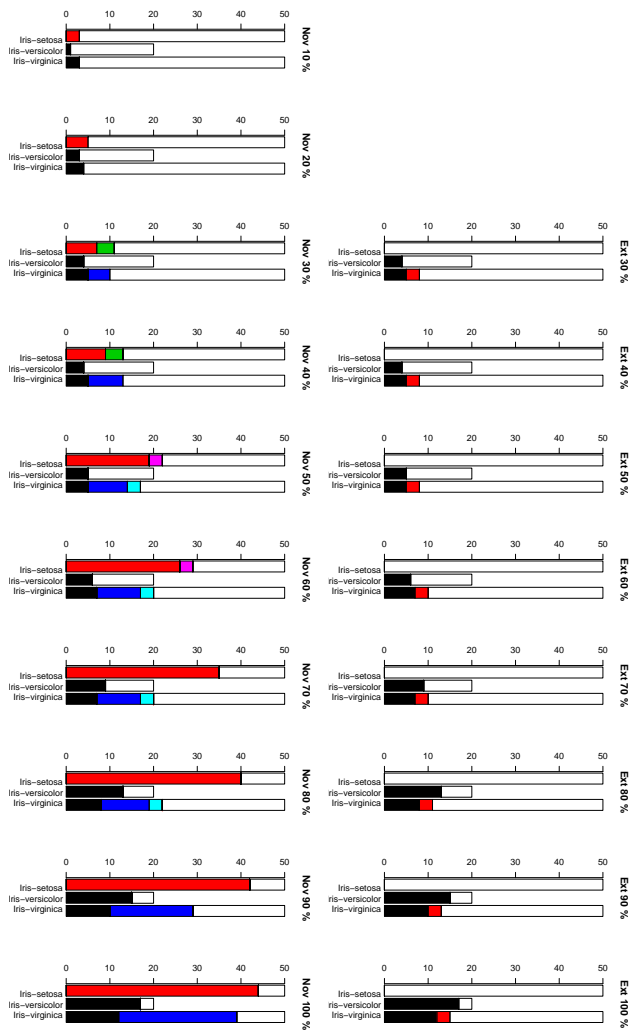 0 10 20 30 40 50
Iris−setosa
Iris−versicolor
Iris−virginica
Nov 10 %
0 10 20 30 40 50
Iris−setosa
Iris−versicolor
Iris−virginica
Nov 20 %
0 10 20 30 40 50
Iris−setosa
Iris−versicolor
Iris−virginica
Nov 30 %
0 10 20 30 40 50
Iris−setosa
ris−versicolor
Iris−virginica
Ext 30 %
0 10 20 30 40 50
Iris−setosa
Iris−versicolor
Iris−virginica
Nov 40 %
0 10 20 30 40 50
Iris−setosa
ris−versicolor
Iris−virginica
Ext 40 %
0 10 20 30 40 50
Iris−setosa
Iris−versicolor
Iris−virginica
Nov 50 %
0 10 20 30 40 50
Iris−setosa
ris−versicolor
Iris−virginica
Ext 50 %
0 10 20 30 40 50
Iris−setosa
Iris−versicolor
Iris−virginica
Nov 60 %
0 10 20 30 40 50
Iris−setosa
ris−versicolor
Iris−virginica
Ext 60 %
0 10 20 30 40 50
Iris−setosa
Iris−versicolor
Iris−virginica
Nov 70 %
0 10 20 30 40 50
Iris−setosa
ris−versicolor
Iris−virginica
Ext 70 %
0 10 20 30 40 50
Iris−setosa
Iris−versicolor
Iris−virginica
Nov 80 %
0 10 20 30 40 50
Iris−setosa
ris−versicolor
Iris−virginica
Ext 80 %
0 10 20 30 40 50
Iris−setosa
Iris−versicolor
Iris−virginica
Nov 90 %
0 10 20 30 40 50
Iris−setosa
ris−versicolor
Iris−virginica
Ext 90 %
0 10 20 30 40 50
Iris−setosa
Iris−versicolor
Iris−virginica
Nov 100 %
0 10 20 30 40 50
Iris−setosa
ris−versicolor
Iris−virginica
Ext 100 %